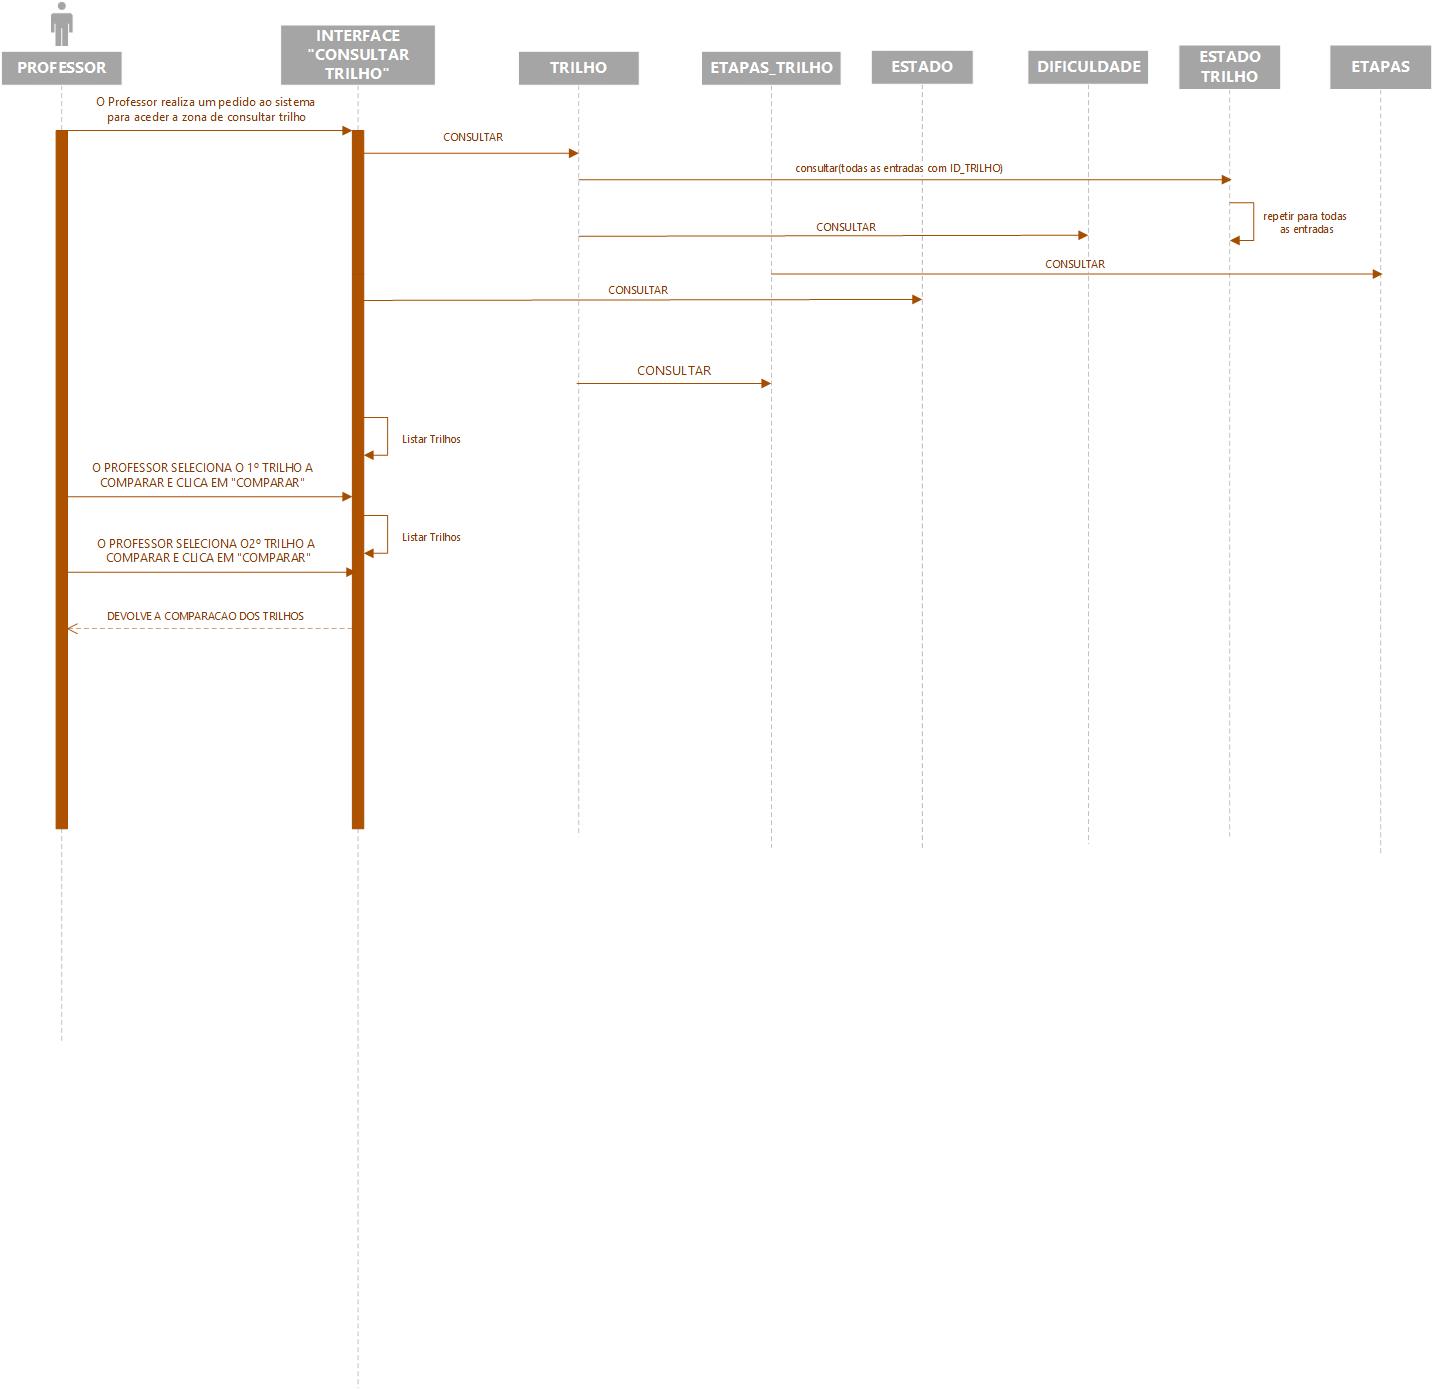 PROFESSOR
INTERFACE
"CONSULTAR
TRILHO"
TRILHO
ETAPAS_TRILHO
ESTADO
DIFICULDADE
ESTADO
TRILHO
ETAPAS
O Professor realiza um pedido ao sistema
para aceder a zona de consultar trilho
CONSULTAR
consultar(todas as entradas com ID_TRILHO)
repetir para todas
as entradas
CONSULTAR
CONSULTAR
CONSULTAR
CONSULTAR
Listar Trilhos
O PROFESSOR SELECIONA O 1º TRILHO A
COMPARAR E CLICA EM "COMPARAR"
Listar Trilhos
O PROFESSOR SELECIONA O2º TRILHO A
COMPARAR E CLICA EM "COMPARAR"
DEVOLVE A COMPARACAO DOS TRILHOS